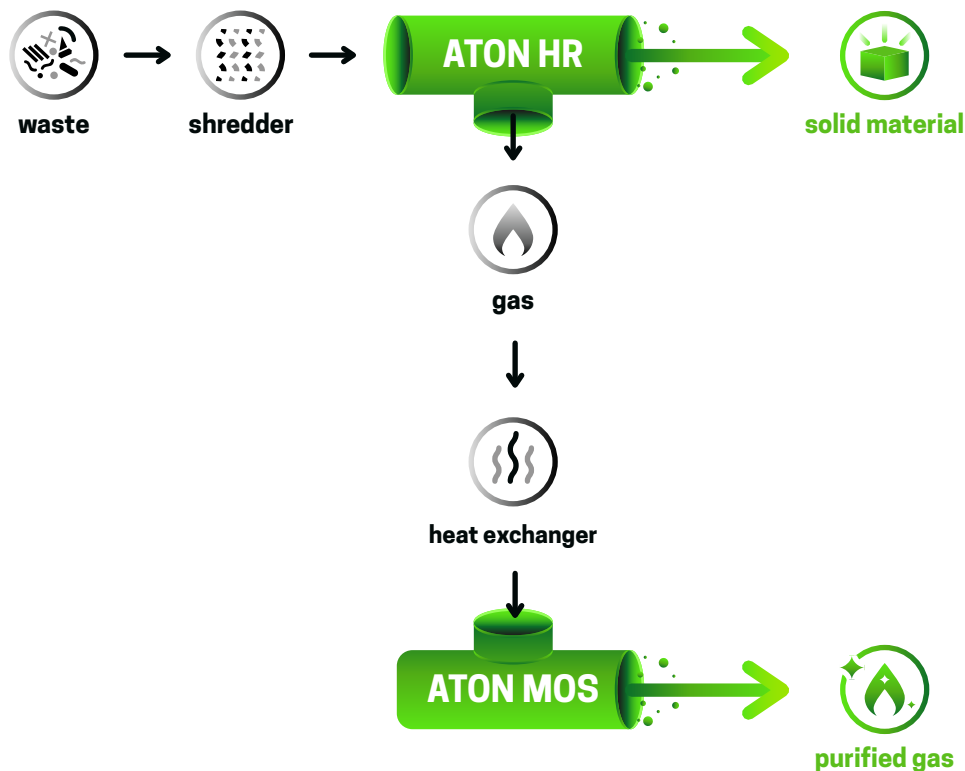 ATON HR
waste
shredder
solid material
gas
heat exchanger
ATON MOS
purified gas